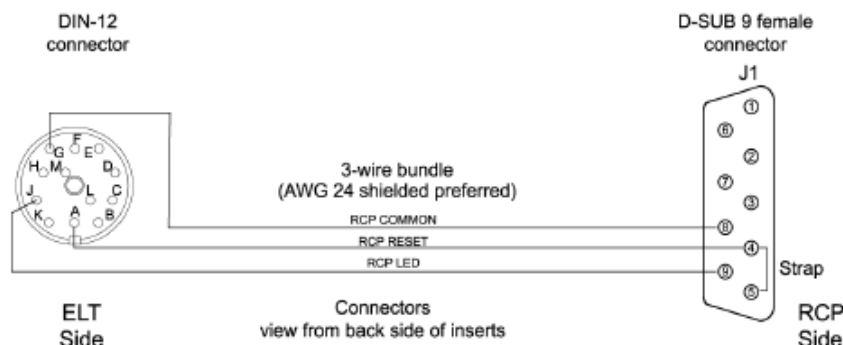 DIN-12
connector
D-SUB 9 female
connector
J1
1
6
2
7
3
8
4
9
5
F
G
E
H
M
D
J
L
C
K
A
B
3-wire bundle
(AWG 24 shielded preferred)
RCP COMMON
RCP RESET
RCP LED
Strap
ELT
Side
Connectors
view from back side of inserts
RCP
Side